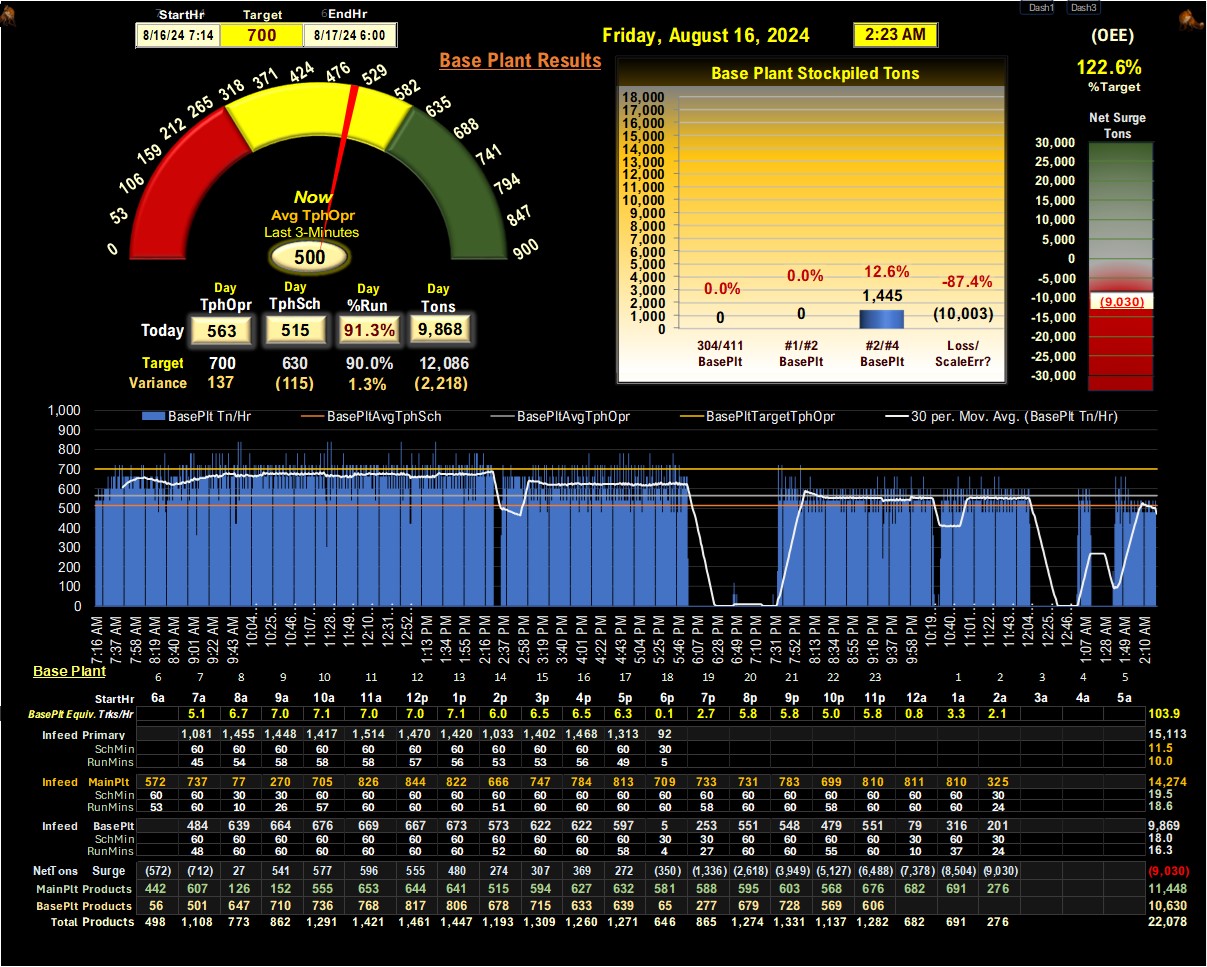 Dash1 Dash3
StartHr Target EndHr
8/16/24 7:14 700 8/17/24 6:00
Friday, August 16, 2024 2:23 AM
(OEE)
122.6%
%Target
Base Plant Results
0 53 106 159 212 265 318 371 424 476 529 582 635 688 741 794 847 900
Now
Avg TphOpr
Last 3-Minutes
500
Day Day Day Day
TphOpr TphSch %Run Tons
Today 563 515 91.3% 9,868
Target 700 630 90.0% 12,086
Variance 137 (115) 1.3% (2,218)
Base Plant Stockpiled Tons
18,000
17,000
16,000
15,000
14,000
13,000
12,000
11,000
10,000
9,000
8,000
7,000
6,000
5,000
4,000
3,000
2,000
1,000
0
0.0% 0.0% 12.6% -87.4%
0 0 1,445 (10,003)
304/411 #1/#2 #2/#4 Loss/
BasePlt BasePlt BasePlt ScaleErr?
Net Surge
Tons
30,000
25,000
20,000
15,000
10,000
5,000
0
-5,000
-10,000
-15,000
-20,000
-25,000
-30,000
(9,030)
BasePlt Tn/Hr BasePltAvgTphSch BasePltAvgTphOpr BasePltTargetTphOpr 30 per. Mov. Avg. (BasePlt Tn/Hr)
1,000
900
800
700
600
500
400
300
200
100
0
7:16 AM 7:37 AM 7:58 AM 8:19 AM 8:40 AM 9:01 AM 9:22 AM 9:43 AM 10:04... 10:25... 10:46... 11:07... 11:28... 11:49... 12:10... 12:31... 12:52... 1:13 PM 1:34 PM 1:55 PM 2:16 PM 2:37 PM 2:58 PM 3:19 PM 3:40 PM 4:01 PM 4:22 PM 4:43 PM 5:04 PM 5:25 PM 5:46 PM 6:07 PM 6:28 PM 6:49 PM 7:10 PM 7:31 PM 7:52 PM 8:13 PM 8:34 PM 8:55 PM 9:16 PM 9:37 PM 9:58 PM 10:19... 10:40... 11:01... 11:22... 11:43... 12:04... 12:25... 12:46... 1:07 AM 1:28 AM 1:49 AM 2:10 AM
Base Plant
6 7 8 9 10 11 12 13 14 15 16 17 18 19 20 21 22 23 1 2 3 4 5
StartHr 6a 7a 8a 9a 10a 11a 12p 1p 2p 3p 4p 5p 6p 7p 8p 9p 10p 11p 12a 1a 2a 3a 4a 5a
BasePlt Equiv. Trks/Hr 5.1 6.7 7.0 7.1 7.0 7.0 7.1 6.0 6.5 6.5 6.3 0.1 2.7 5.8 5.8 5.0 5.8 0.8 3.3 2.1 103.9
Infeed Primary 1,081 1,455 1,448 1,417 1,514 1,470 1,420 1,033 1,402 1,468 1,313 92 15,113
SchMin 60 60 60 60 60 60 60 60 60 60 60 30 11.5
RunMins 45 54 58 58 58 57 56 53 53 56 49 5 10.0
Infeed MainPlt 572 737 77 270 705 826 844 822 666 747 784 813 709 733 731 783 699 810 811 810 325 14,274
SchMin 60 60 30 30 60 60 60 60 60 60 60 60 60 60 60 60 60 60 60 60 30 19.5
RunMins 53 60 10 26 57 60 60 60 51 60 60 60 60 58 60 60 58 60 60 60 24 18.6
Infeed BasePlt 484 639 664 676 669 667 673 573 622 622 597 5 253 551 548 479 551 79 316 201 9,869
SchMin 60 60 60 60 60 60 60 60 60 60 60 30 30 60 60 60 60 30 60 30 18.0
RunMins 48 60 60 60 60 60 60 52 60 60 58 4 27 60 60 55 60 10 37 24 16.3
NetTons Surge (572) (712) 27 541 577 596 555 480 274 307 369 272 (350) (1,336) (2,618) (3,949) (5,127) (6,488) (7,378) (8,504) (9,030) (9,030)
MainPlt Products 442 607 126 152 555 653 644 641 515 594 627 632 581 588 595 603 568 676 682 691 276 11,448
BasePlt Products 56 501 647 710 736 768 817 806 678 715 633 639 65 277 679 728 569 606 10,630
Total Products 498 1,108 773 862 1,291 1,421 1,461 1,447 1,193 1,309 1,260 1,271 646 865 1,274 1,331 1,137 1,282 682 691 276 22,078